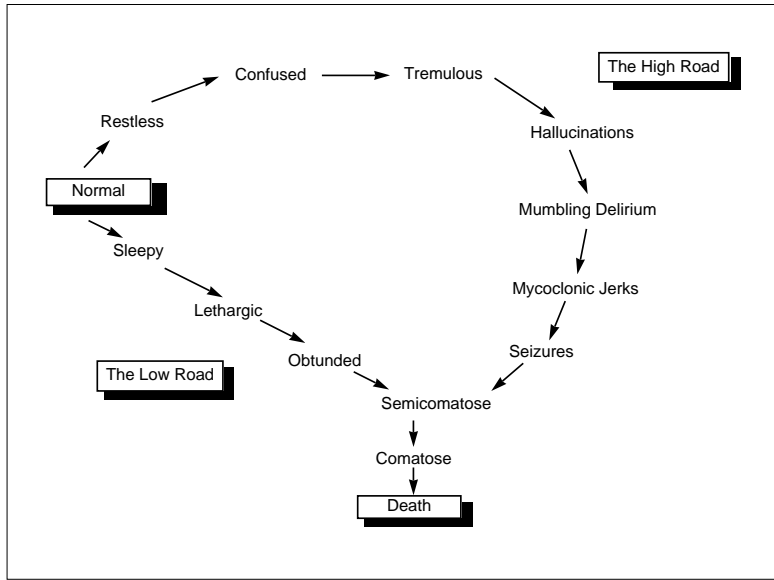 Confused
Tremulous
The High Road
Restless
Hallucinations
Normal
Mumbling Delirium
Sleepy
Mycoclonic Jerks
Lethargic
Seizures
Obtunded
The Low Road
Semicomatose
Comatose
Death